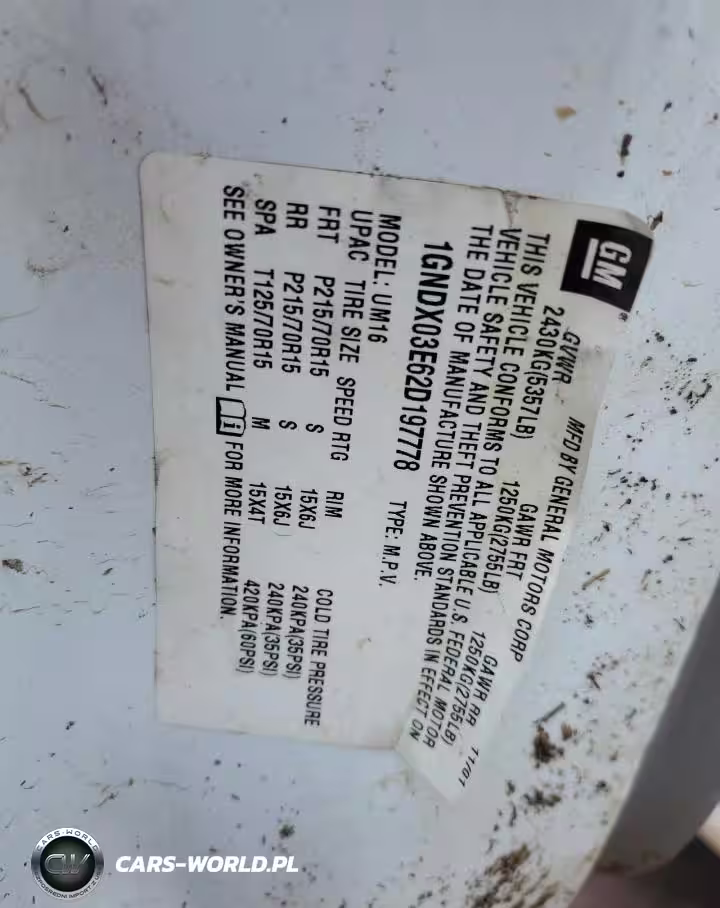 GM®
MFD BY GENERAL MOTORS CORP 11/01
GVWR GAWR FRT GAWR RR
2430KG(5357LB) 1250KG(2755LB) 1250KG(2755LB)
THIS VEHICLE CONFORMS TO ALL APPLICABLE U.S. FEDERAL MOTOR
VEHICLE SAFETY AND THEFT PREVENTION STANDARDS IN EFFECT ON
THE DATE OF MANUFACTURE SHOWN ABOVE.
1GNDX03E62D197778 TYPE: M.P.V.
MODEL: UM16
UPAC TIRE SIZE SPEED RTG RIM COLD TIRE PRESSURE
FRT P215/70R15 S 15X6J 240KPA(35PSI)
RR P215/70R15 S 15X6J 240KPA(35PSI)
SPA T125/70R15 M 15X4T 420KPA(60PSI)
SEE OWNER'S MANUAL i FOR MORE INFORMATION.
CARS-WORLD
CW
CARS-WORLD.PL